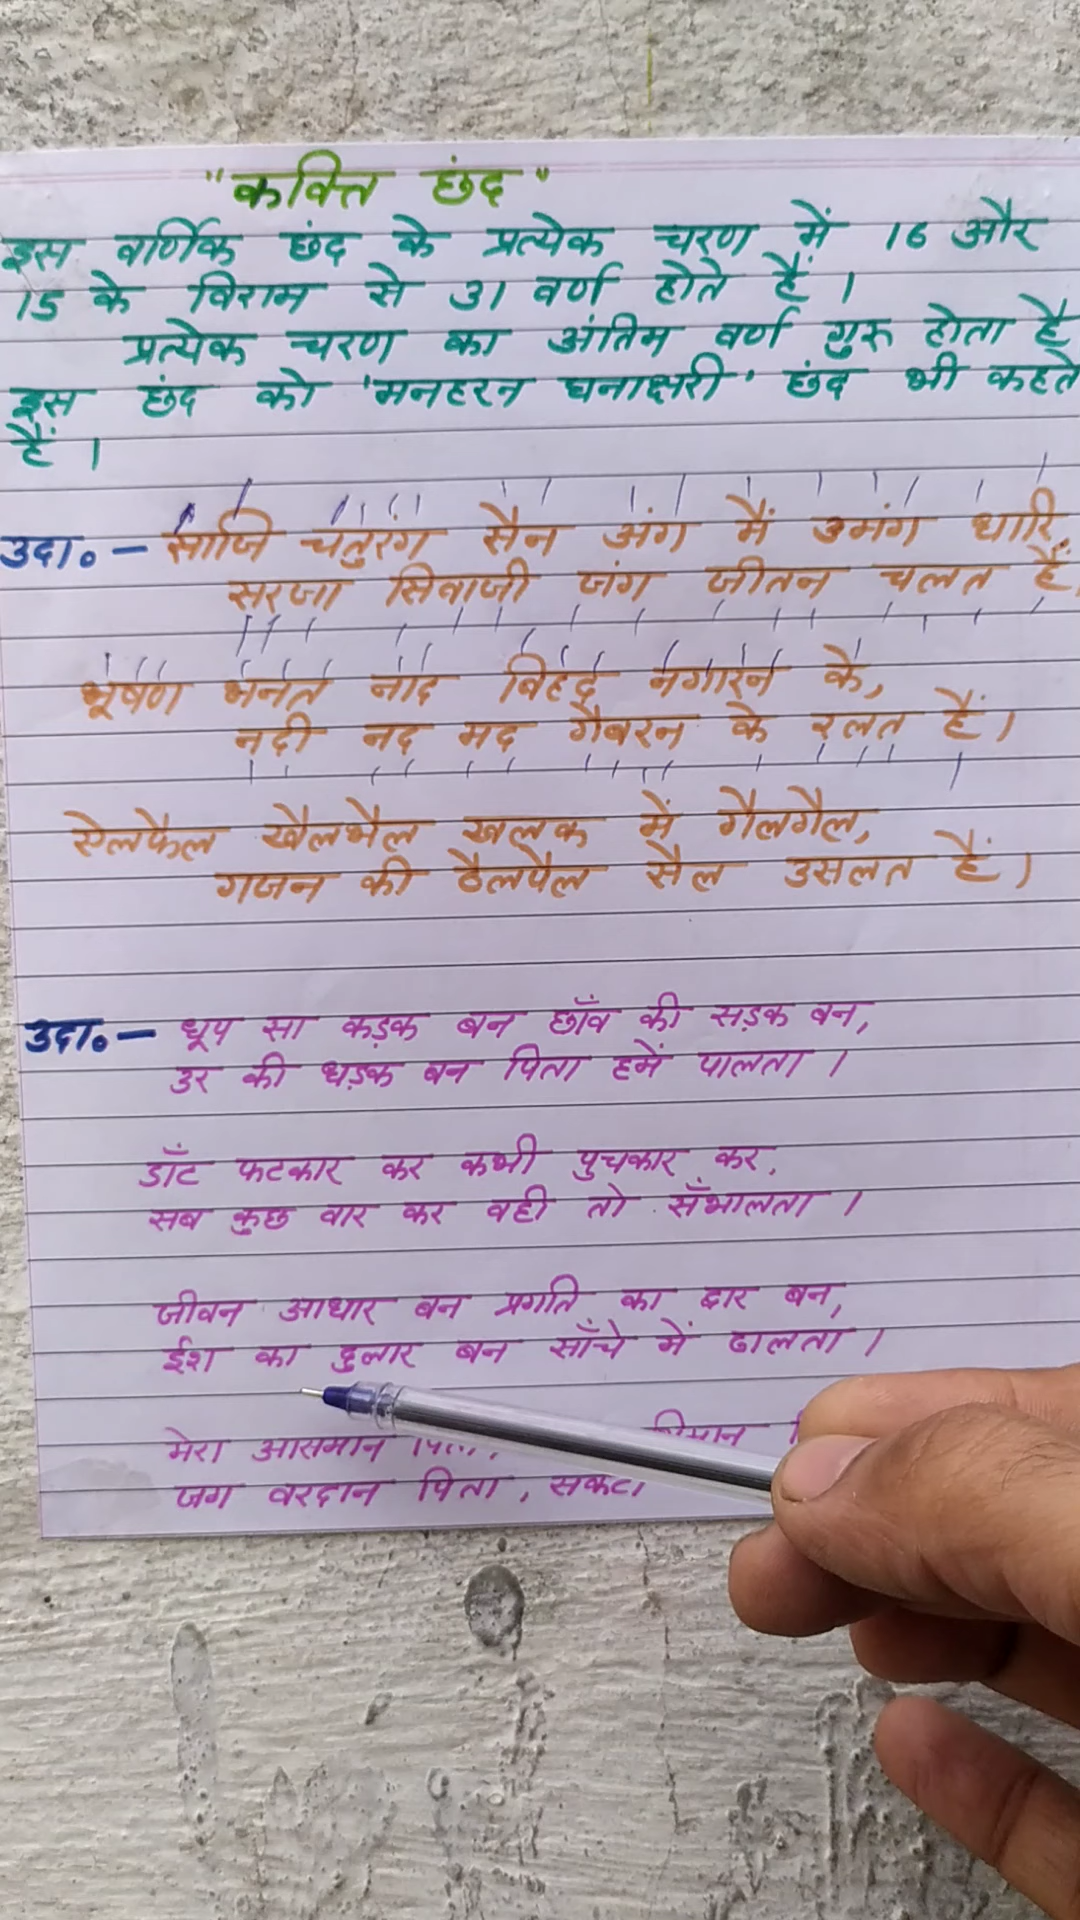 "कवित्त छंद"
इस वर्णिक छंद के प्रत्येक चरण में 16 और
15 के विराम से 31 वर्ण होते हैं।
प्रत्येक चरण का अंतिम वर्ण गुरू होता है
इस छंद को 'मनहरन घनाक्षरी' छंद भी कहते
हैं।
उदा०- साजि चतुरंग सैन अंग मैं उमंग धारि,
सरजा सिवाजी जंग जीतन चलत हैं,
भूषण भनत नाद बिहद नगारन के,
नदी नद मद गैबरन के रलत हैं।
ऐलफैल खैलभैल खलक में गैलगैल,
गजन की ठैलपैल सैल उसलत हैं।
उदा०- धूप सा कड़क बन छाँव की सड़क बन,
उर की धड़क बन पिता हमें पालता।
डाँट फटकार कर कभी पुचकार कर,
सब कुछ वार कर वही तो सँभालता।
जीवन आधार बन प्रगति का द्वार बन,
ईश का दुलार बन साँचे में ढालता।
मेरा आसमान
जग वरदान पिता,